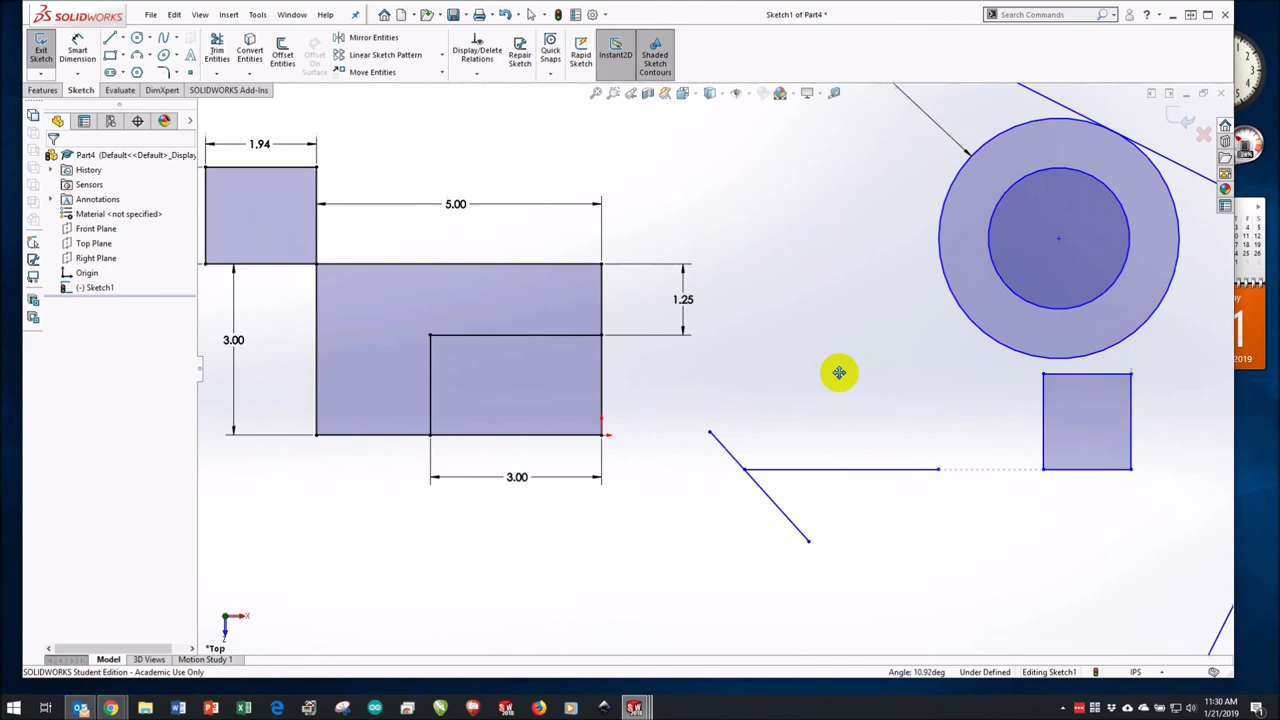 SOLIDWORKS File Edit View Insert Tools Window Help Sketch1 of Part4 * Search Commands
Exit Sketch Smart Dimension Trim Entities Convert Entities Offset Entities Offset On Surface Mirror Entities Linear Sketch Pattern Move Entities Display/Delete Relations Repair Sketch Quick Snaps Rapid Sketch Instant2D Shaded Sketch Contours
Features Sketch Evaluate DimXpert SOLIDWORKS Add-Ins
Part4 (Default<<Default>_Display
History
Sensors
Annotations
Material <not specified>
Front Plane
Top Plane
Right Plane
Origin
(-) Sketch1
1.94
5.00
1.25
3.00
3.00
X
Z
*Top
Model 3D Views Motion Study 1
SOLIDWORKS Student Edition - Academic Use Only Angle: 10.92deg Under Defined Editing Sketch1 IPS
11:30 AM
1/21/2019